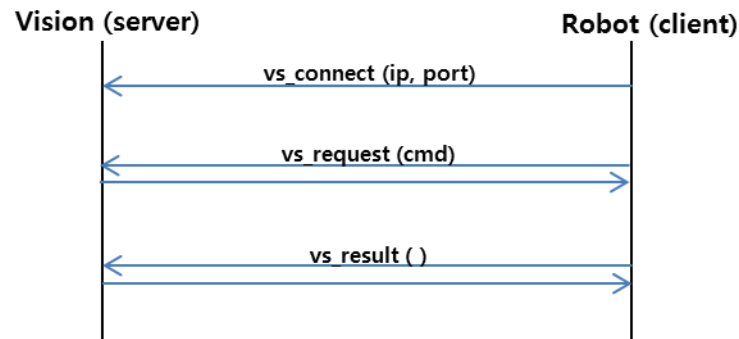 Vision (server)
Robot (client)
vs_connect (ip, port)
vs_request (cmd)
vs_result ( )